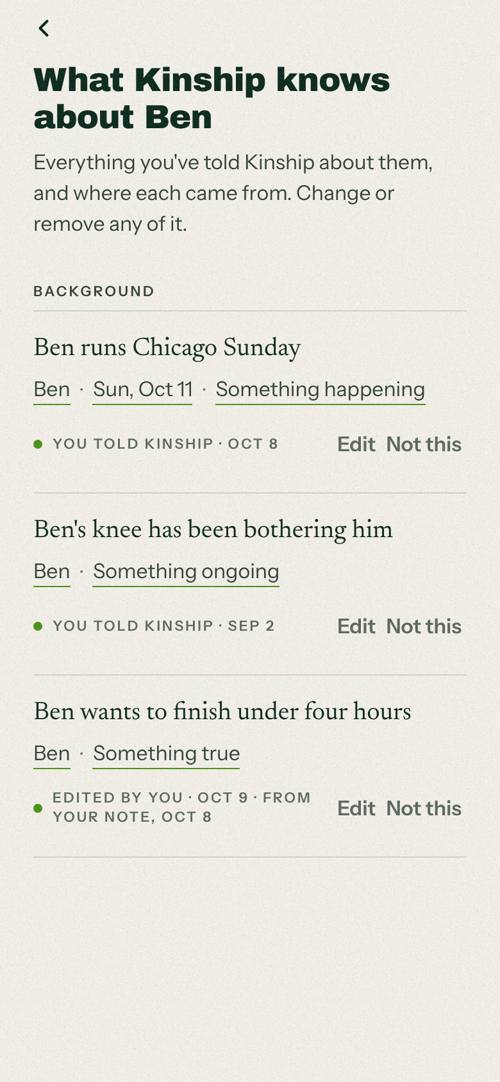 What Kinship knows
about Ben
Everything you've told Kinship about them,
and where each came from. Change or
remove any of it.
BACKGROUND
Ben runs Chicago Sunday
Ben · Sun, Oct 11 · Something happening
YOU TOLD KINSHIP · OCT 8 Edit Not this
Ben's knee has been bothering him
Ben · Something ongoing
YOU TOLD KINSHIP · SEP 2 Edit Not this
Ben wants to finish under four hours
Ben · Something true
EDITED BY YOU · OCT 9 · FROM
YOUR NOTE, OCT 8
Edit Not this